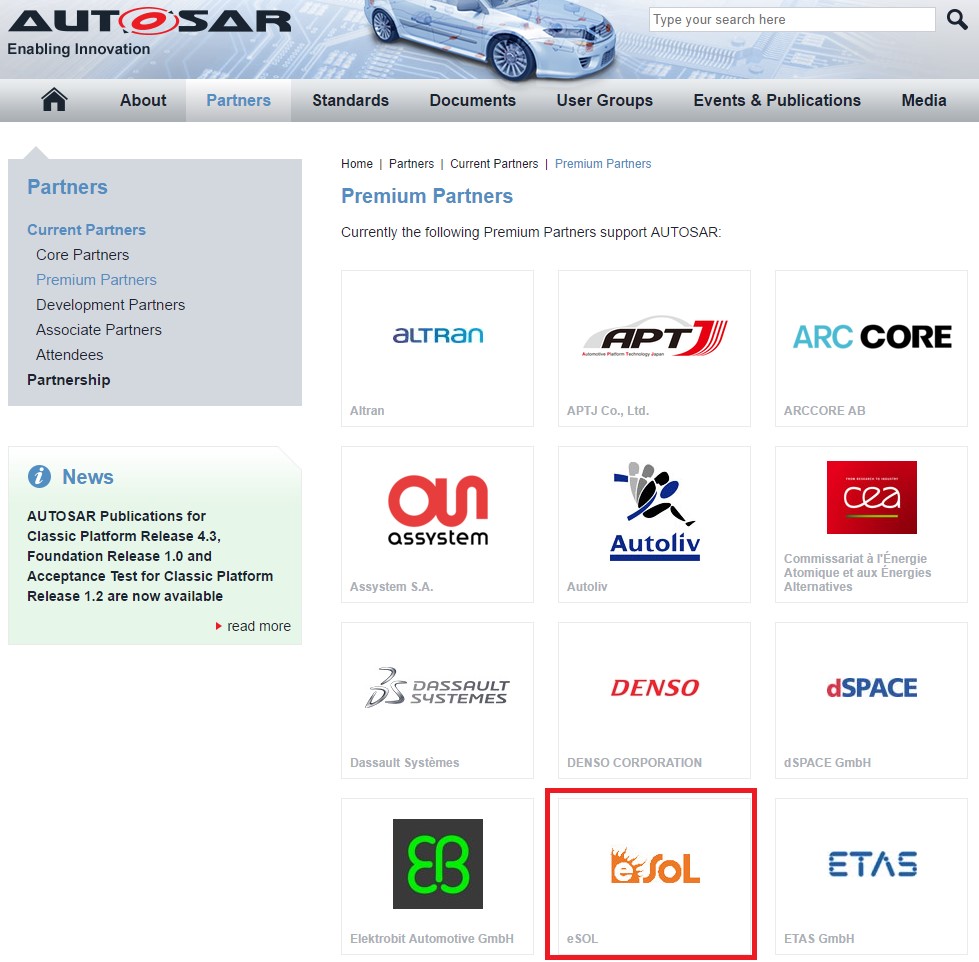 AUTOSAR
Enabling Innovation
Type your search here
About
Partners
Standards
Documents
User Groups
Events & Publications
Media
Partners
Current Partners
Core Partners
Premium Partners
Development Partners
Associate Partners
Attendees
Partnership
News
AUTOSAR Publications for
Classic Platform Release 4.3,
Foundation Release 1.0 and
Acceptance Test for Classic Platform
Release 1.2 are now available
read more
Home | Partners | Current Partners | Premium Partners
Premium Partners
Currently the following Premium Partners support AUTOSAR:
altran
Altran
APTJ
Automotive Platform Technology Japan
APTJ Co., Ltd.
ARC CORE
ARCCORE AB
assystem
Assystem S.A.
Autoliv
Autoliv
FROM RESEARCH TO INDUSTRY
cea
Commissariat à l'Énergie
Atomique et aux Énergies
Alternatives
DASSAULT
SYSTEMES
Dassault Systèmes
DENSO
DENSO CORPORATION
dSPACE
dSPACE GmbH
EB
Elektrobit Automotive GmbH
eSOL
eSOL
ETAS
ETAS GmbH